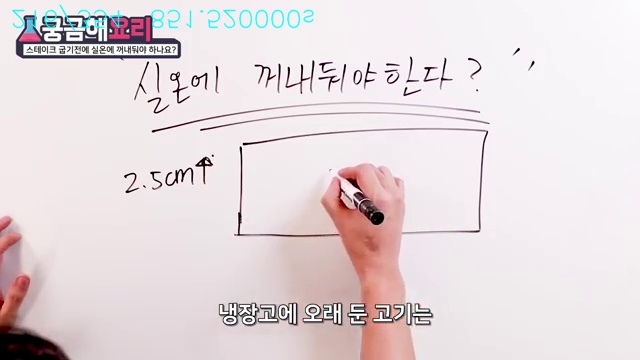 궁금해요리
스테이크 굽기전에 실온에 꺼내둬야 하나요?
실온에 꺼내둬야한다?
2.5cm↑
냉장고에 오래 둔 고기는